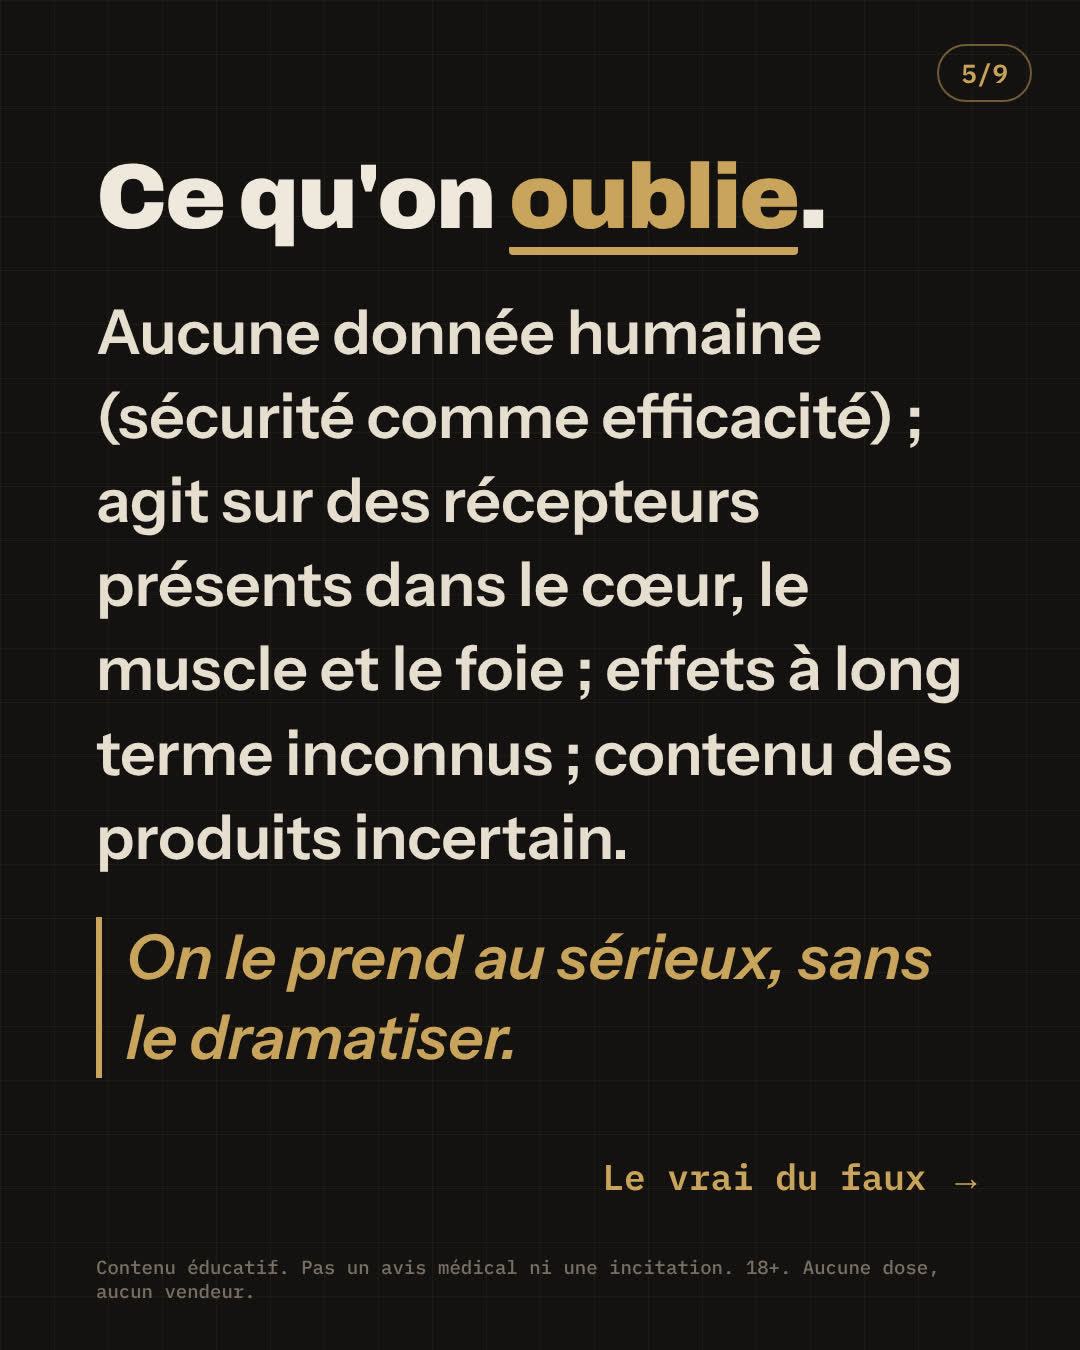 5/9
Ce qu'on oublie.
Aucune donnée humaine
(sécurité comme efficacité) ;
agit sur des récepteurs
présents dans le cœur, le
muscle et le foie ; effets à long
terme inconnus ; contenu des
produits incertain.
On le prend au sérieux, sans
le dramatiser.
Le vrai du faux →
Contenu éducatif. Pas un avis médical ni une incitation. 18+. Aucune dose,
aucun vendeur.